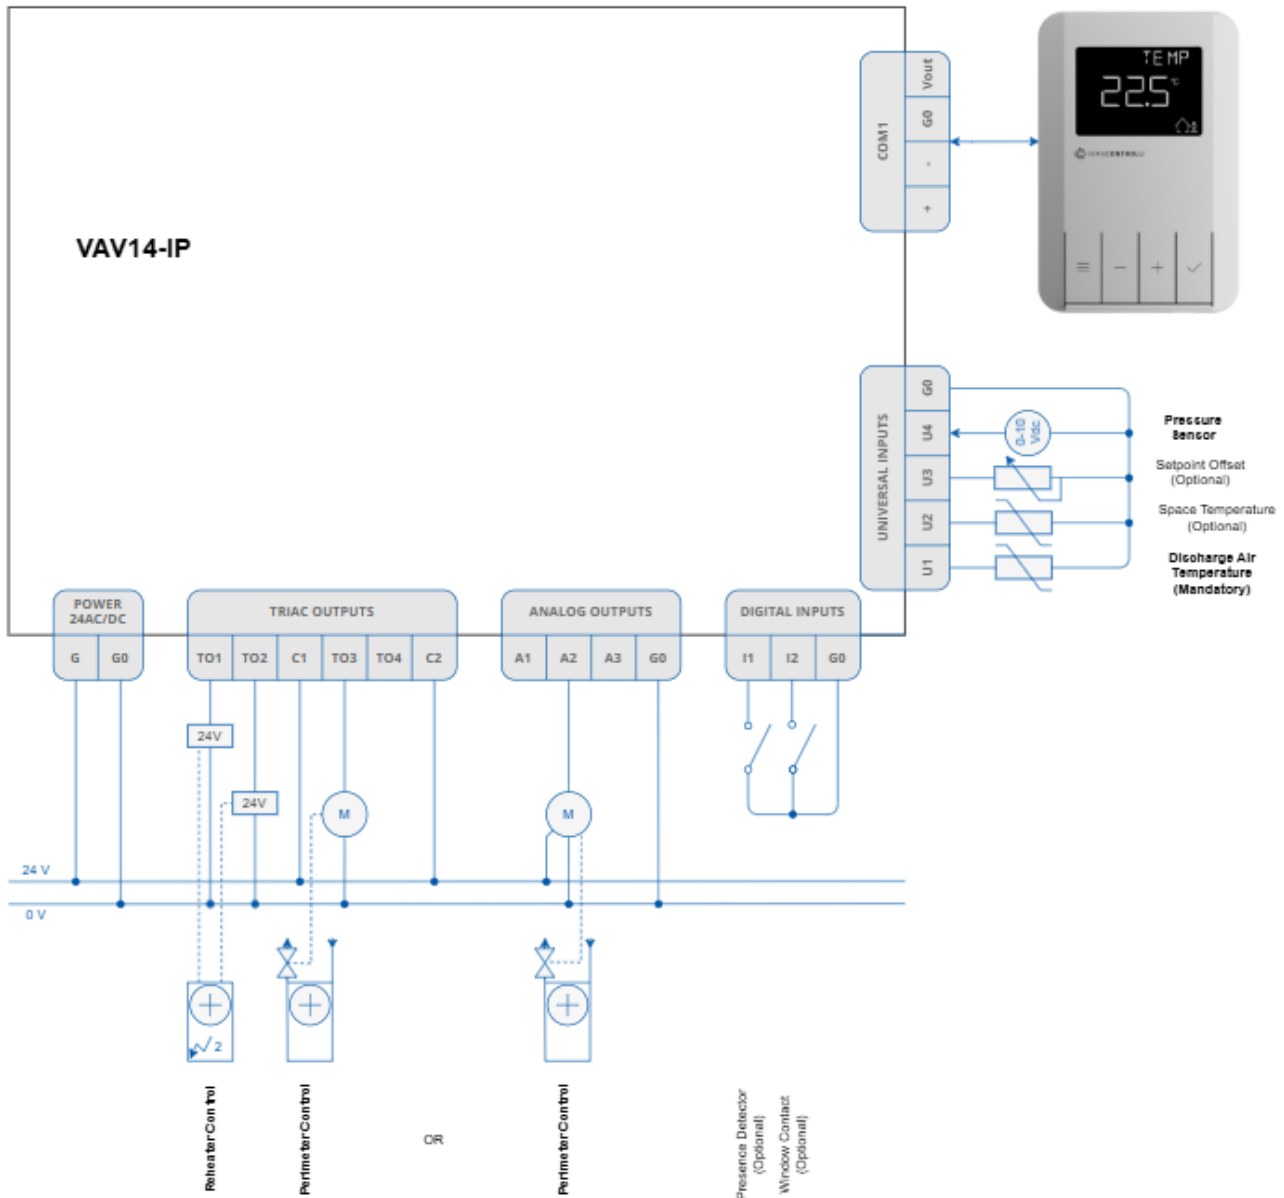 VAV14-IP
COM1
Vout
G0
-
+
TEMP
22.5 °C
UNIVERSAL INPUTS
G0
U4
U3
U2
U1
0-10
Vdc
Pressure
Sensor
Setpoint Offset
(Optional)
Space Temperature
(Optional)
Discharge Air
Temperature
(Mandatory)
POWER
24AC/DC
G G0
TRIAC OUTPUTS
TO1 TO2 C1 TO3 TO4 C2
ANALOG OUTPUTS
A1 A2 A3 G0
DIGITAL INPUTS
I1 I2 G0
24V
24V
M
M
24 V
0 V
2
Reheater Control
Perimeter Control
OR
Perimeter Control
Presence Detector
(Optional)
Window Contact
(Optional)